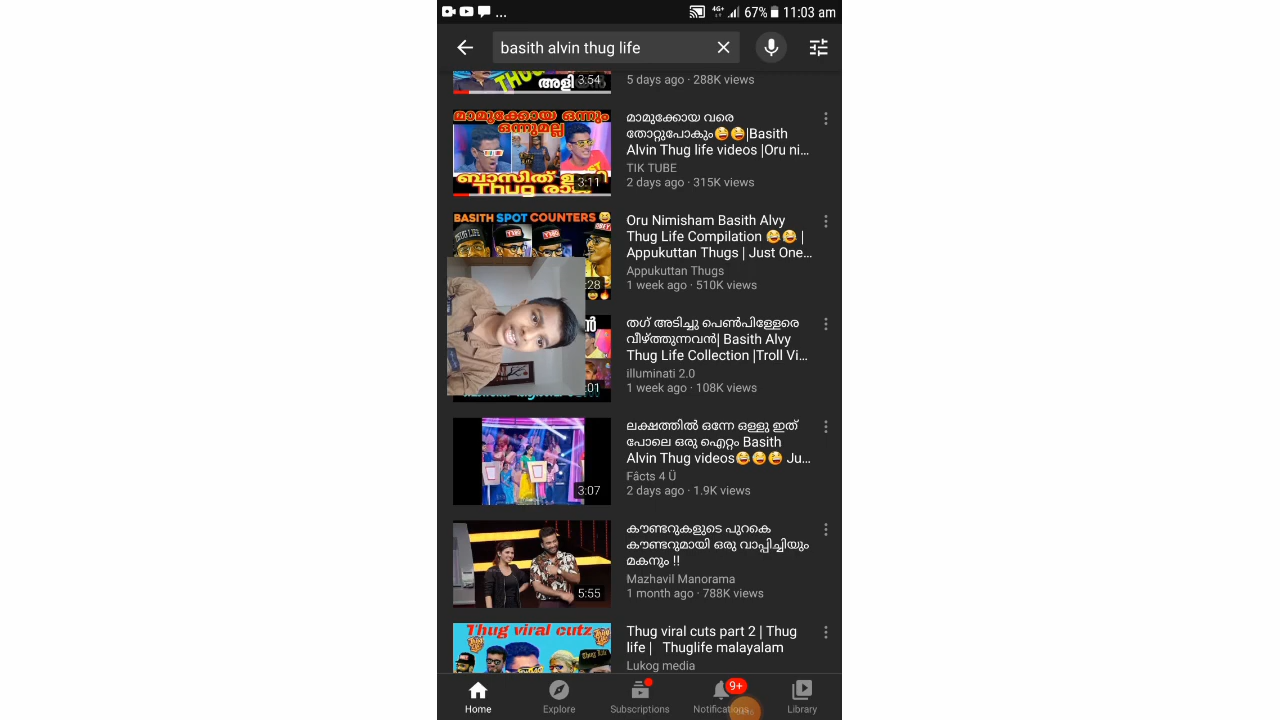 ... 67% 11:03 am
basith alvin thug life
THUG അളിയൻ 3:54
5 days ago · 288K views
മാമുക്കോയ ഒന്നും
ഒന്നുമല്ല
3:11
Thug രാജ
മാമുക്കോയ വരെ
തോറ്റുപോകും😂😂|Basith
Alvin Thug life videos |Oru ni...
TIK TUBE
2 days ago · 315K views
BASITH SPOT COUNTERS
:28
Oru Nimisham Basith Alvy
Thug Life Compilation 😂😂 |
Appukuttan Thugs | Just One...
Appukuttan Thugs
1 week ago · 510K views
:01
തഗ് അടിച്ചു പെൺപിള്ളേരെ
വീഴ്ത്തുന്നവൻ| Basith Alvy
Thug Life Collection |Troll Vi...
illuminati 2.0
1 week ago · 108K views
3:07
ലക്ഷത്തിൽ ഒന്നേ ഒള്ളു ഇത്
പോലെ ഒരു ഐറ്റം Basith
Alvin Thug videos😂😂😂 Ju...
Fâcts 4 Ü
2 days ago · 1.9K views
5:55
കൗണ്ടറുകളുടെ പുറകെ
കൗണ്ടറുമായി ഒരു വാപ്പിച്ചിയും
മകനും !!
Mazhavil Manorama
1 month ago · 788K views
Thug viral cutz
Thug viral cuts part 2 | Thug
life | Thuglife malayalam
Lukog media
9+
Home Explore Subscriptions Notifications Library